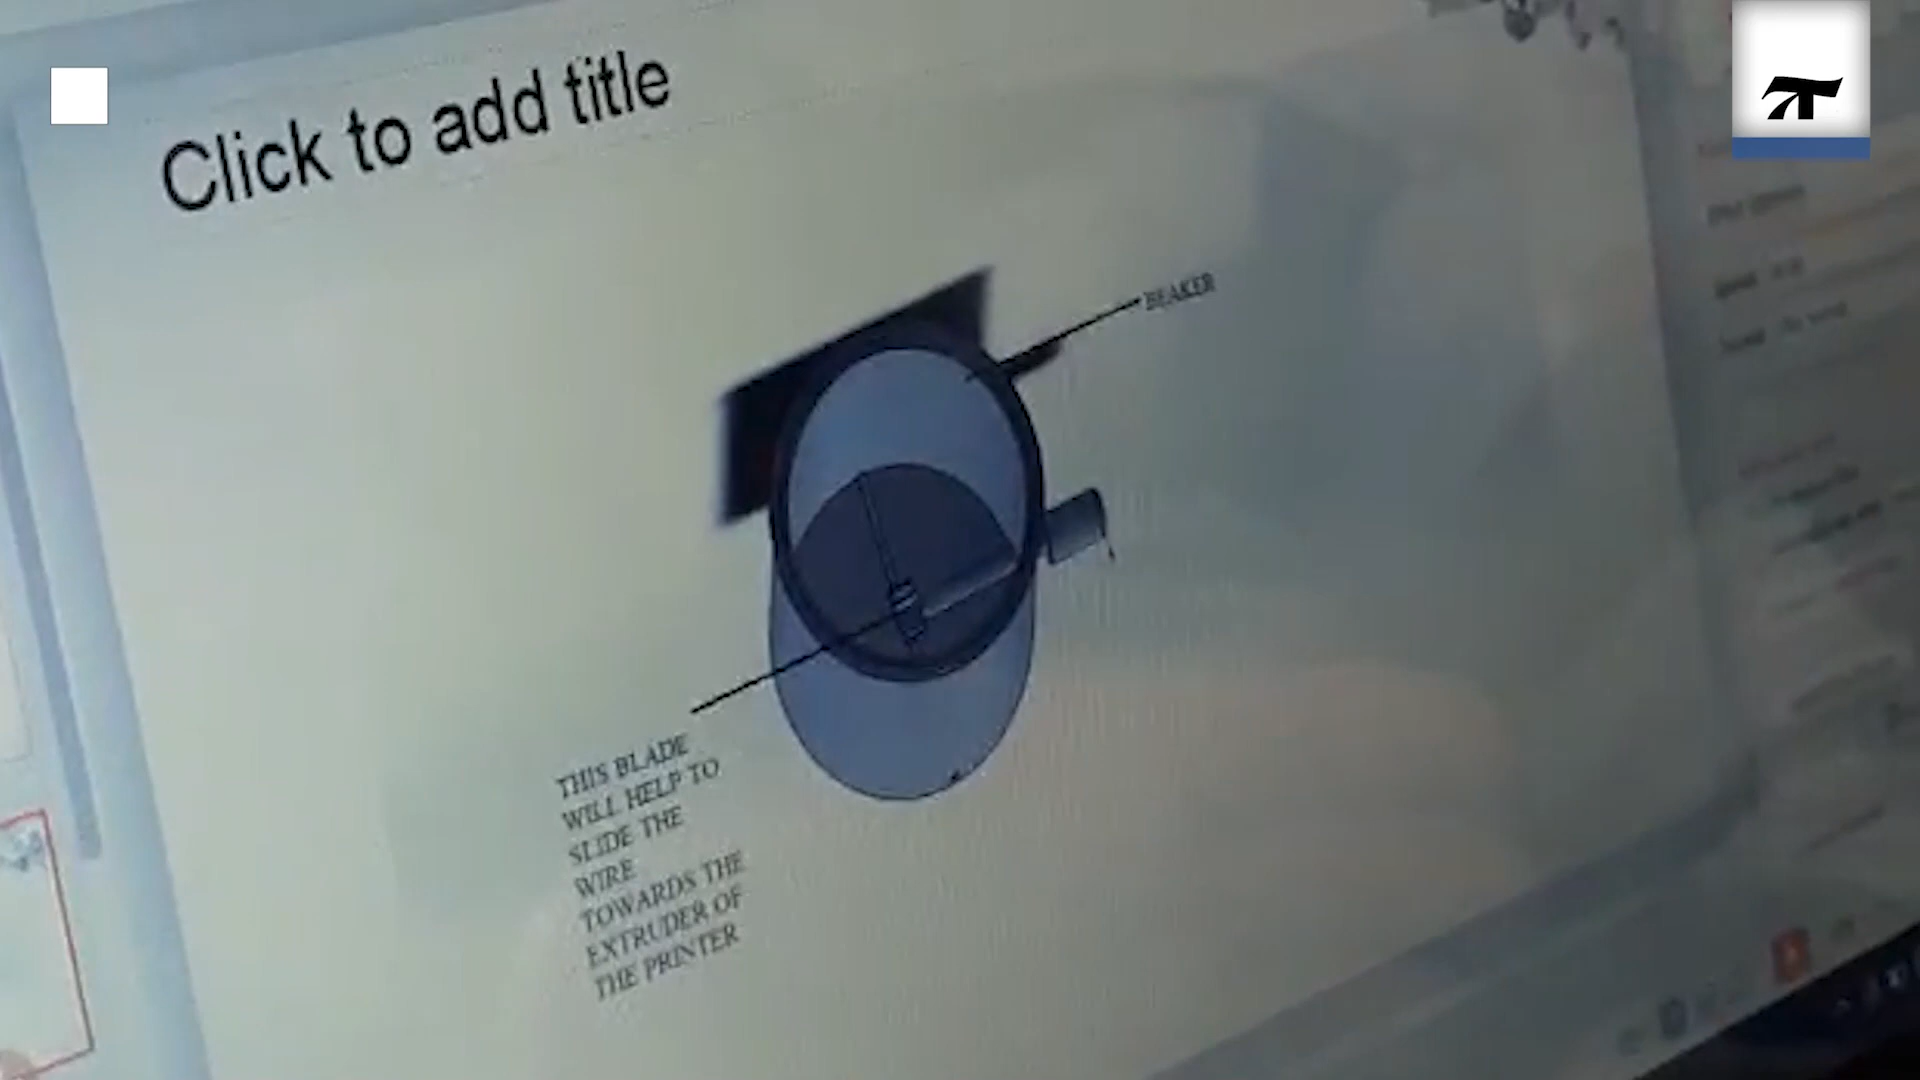 Click to add title
BEAKER
THIS BLADE
WILL HELP TO
SLIDE THE
WIRE
TOWARDS THE
EXTRUDER OF
THE PRINTER